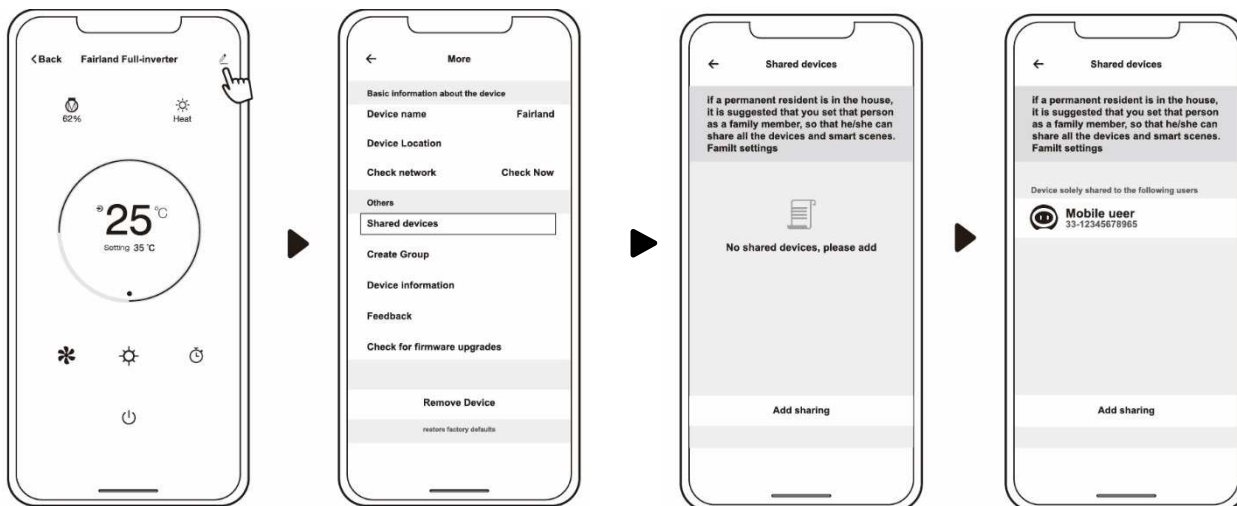 < Back Fairland Full-inverter
62% Heat
25 °C
Setting 35 °C
More
Basic information about the device
Device name Fairland
Device Location
Check network Check Now
Others
Shared devices
Create Group
Device information
Feedback
Check for firmware upgrades
Remove Device
restore factory defaults
Shared devices
if a permanent resident is in the house,
it is suggested that you set that person
as a family member, so that he/she can
share all the devices and smart scenes.
Familt settings
No shared devices, please add
Add sharing
Shared devices
if a permanent resident is in the house,
it is suggested that you set that person
as a family member, so that he/she can
share all the devices and smart scenes.
Familt settings
Device solely shared to the following users
Mobile ueer
33-12345678965
Add sharing